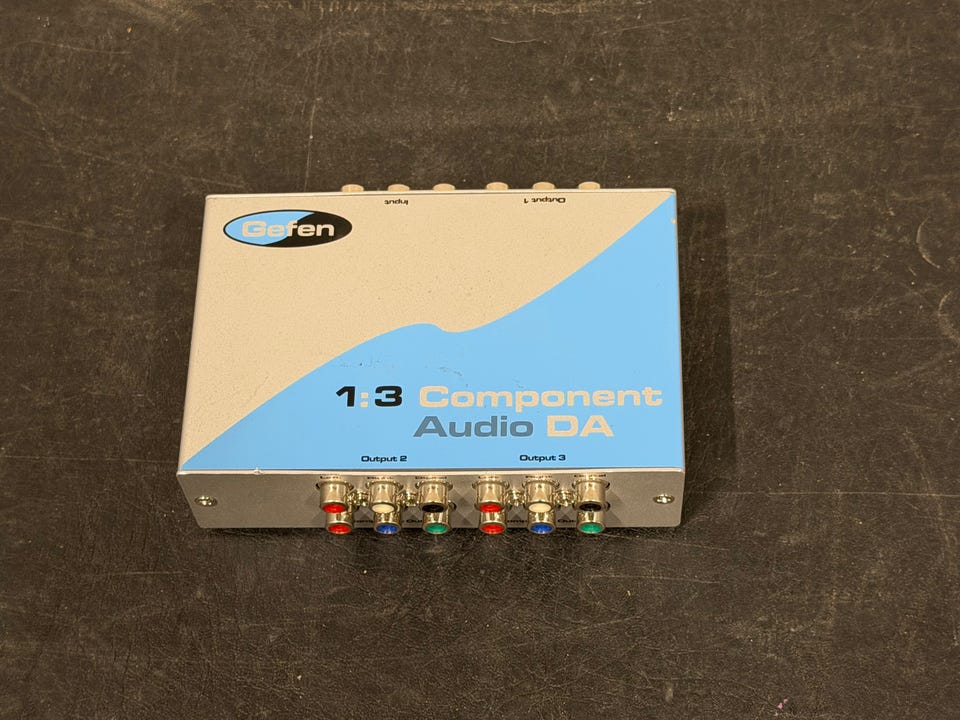 Input
Output 1
Gefen
1:3 Component
Audio DA
Output 2
Output 3